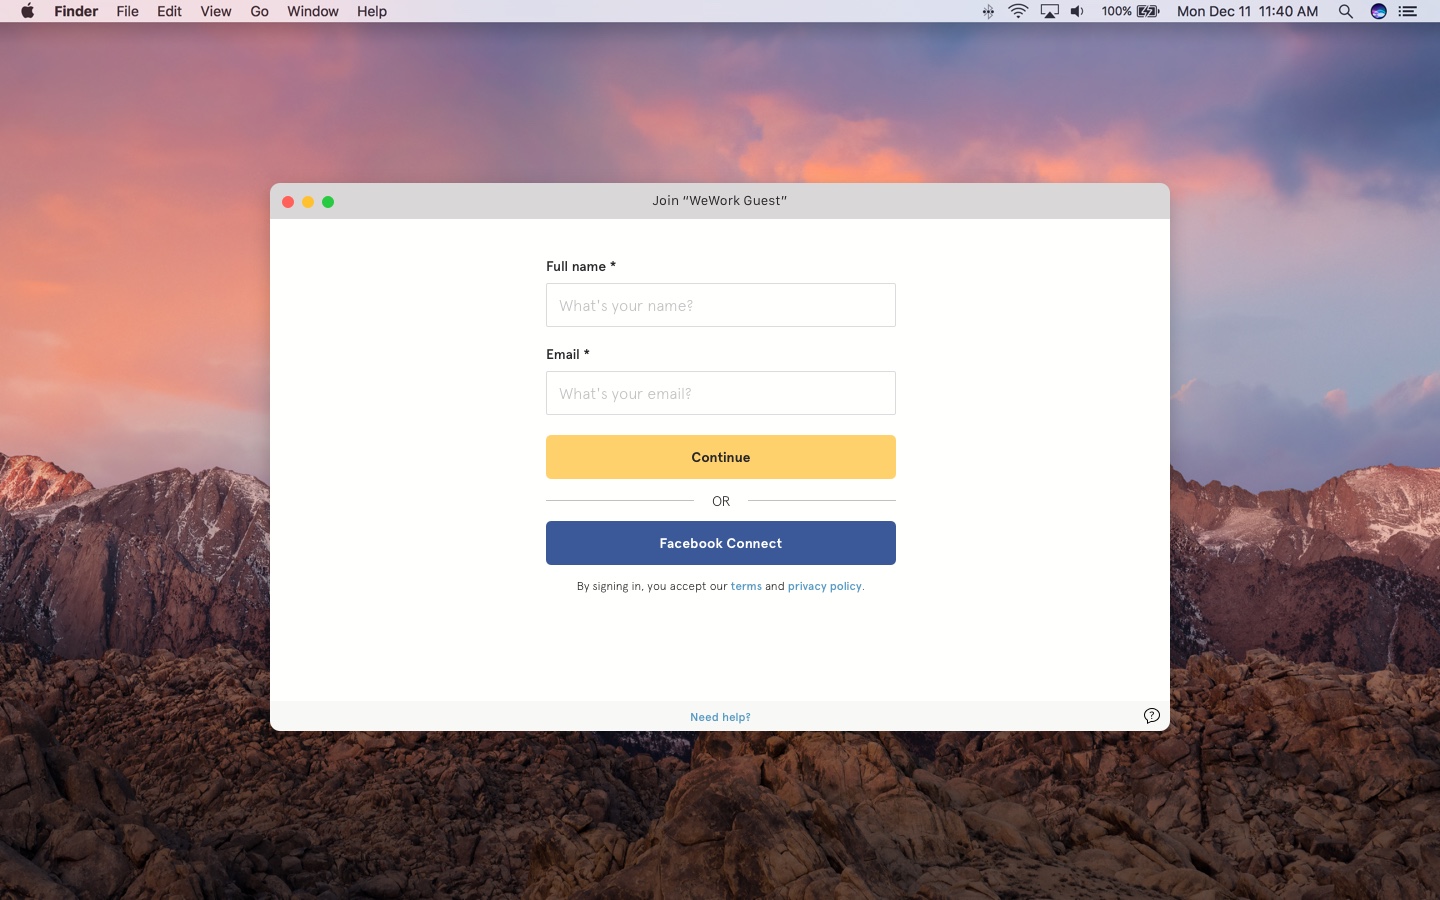 Finder File Edit View Go Window Help 100% Mon Dec 11 11:40 AM
Join “WeWork Guest”
Full name *
What's your name?
Email *
What's your email?
Continue
OR
Facebook Connect
By signing in, you accept our terms and privacy policy.
Need help?
?